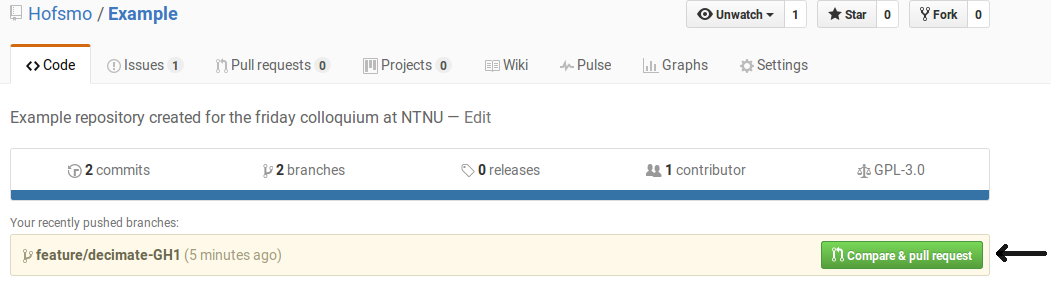 Hofsmo / Example Unwatch 1 Star 0 Fork 0
Code Issues 1 Pull requests 0 Projects 0 Wiki Pulse Graphs Settings
Example repository created for the friday colloquium at NTNU — Edit
2 commits 2 branches 0 releases 1 contributor GPL-3.0
Your recently pushed branches:
feature/decimate-GH1 (5 minutes ago) Compare & pull request